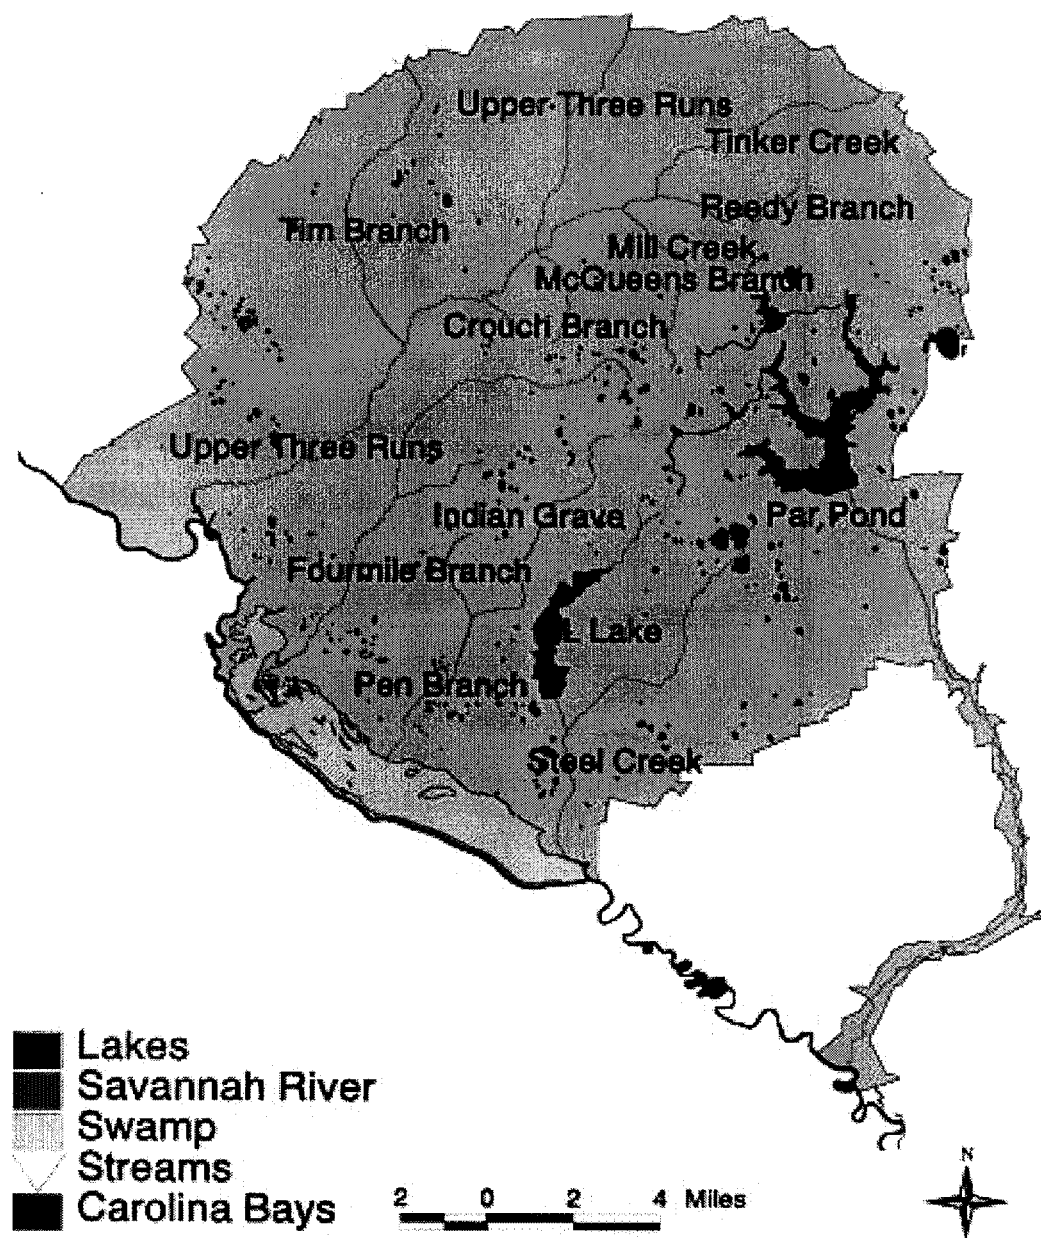 Upper Three Runs
Tinker Creek
Reedy Branch
Tim Branch
Mill Creek
McQueens Branch
Crouch Branch
Upper Three Runs
Indian Grave
Par Pond
Fourmile Branch
L Lake
Pen Branch
Steel Creek
Lakes
Savannah River
Swamp
Streams
Carolina Bays
2 0 2 4 Miles
N